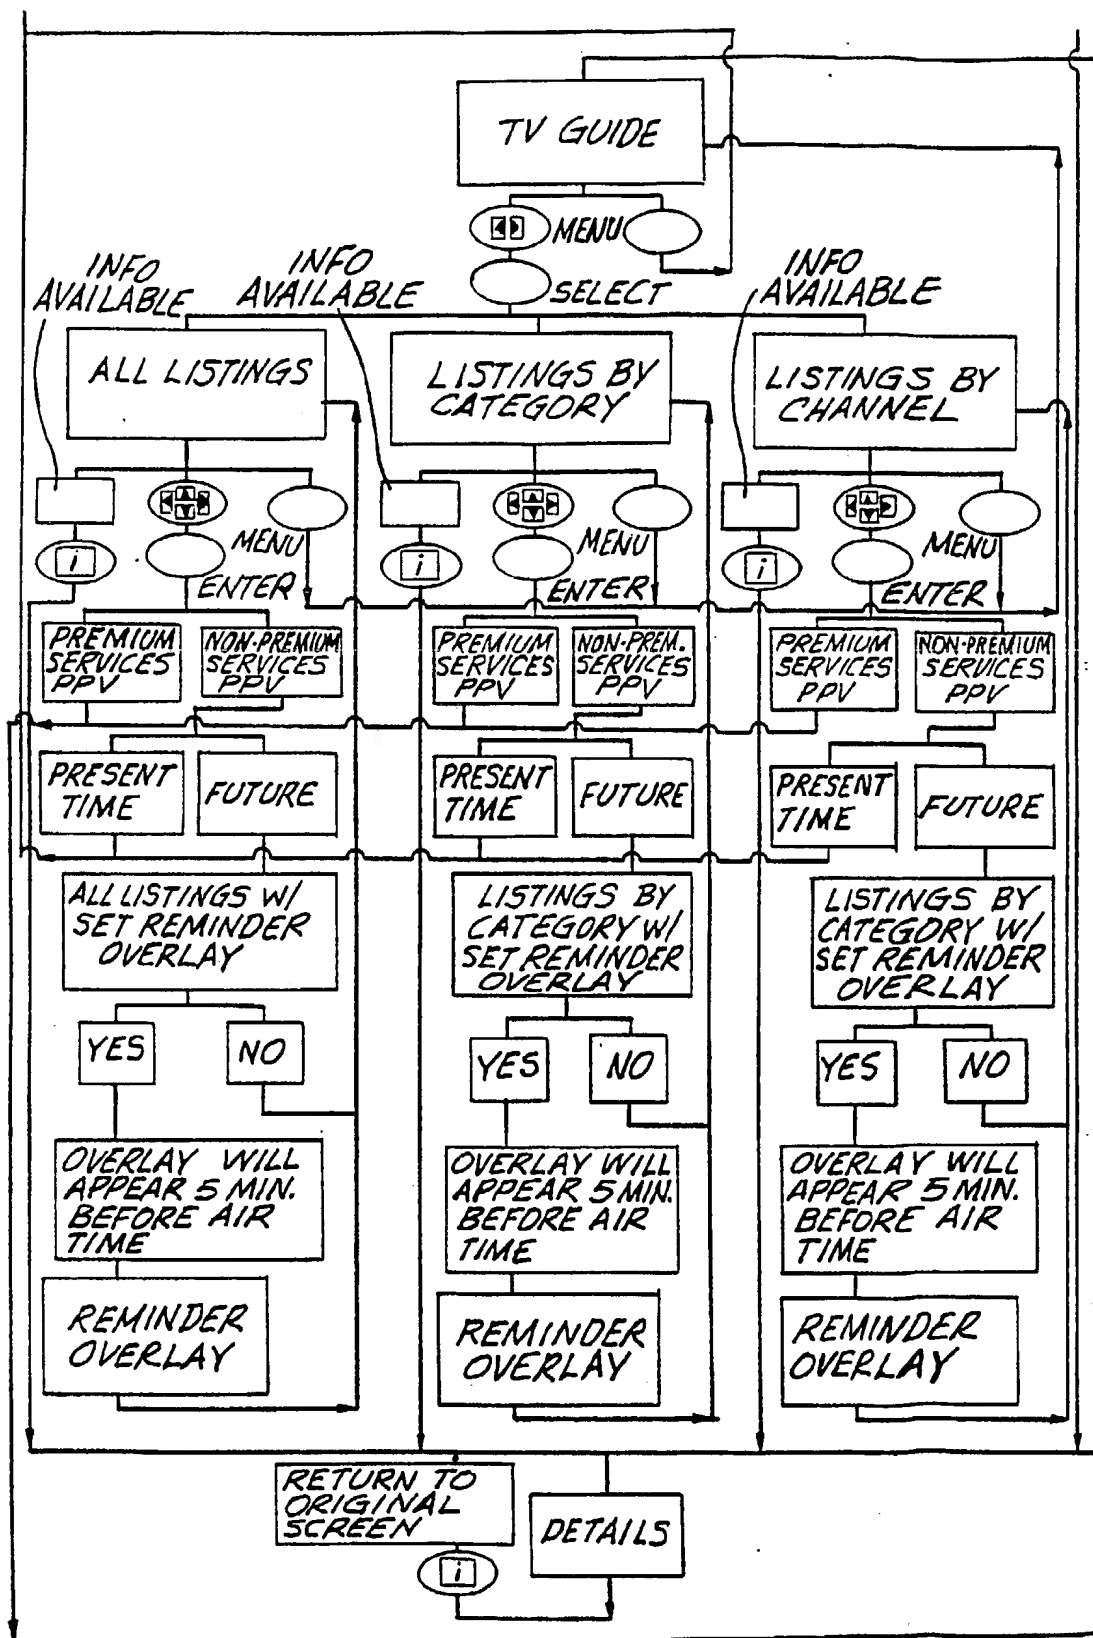 TV GUIDE
MENU
SELECT
INFO
AVAILABLE
INFO
AVAILABLE
INFO
AVAILABLE
ALL LISTINGS
LISTINGS BY
CATEGORY
LISTINGS BY
CHANNEL
i
MENU
ENTER
i
MENU
ENTER
i
MENU
ENTER
PREMIUM
SERVICES
PPV
NON-PREMIUM
SERVICES
PPV
PREMIUM
SERVICES
PPV
NON-PREM.
SERVICES
PPV
PREMIUM
SERVICES
PPV
NON-PREMIUM
SERVICES
PPV
PRESENT
TIME
FUTURE
PRESENT
TIME
FUTURE
PRESENT
TIME
FUTURE
ALL LISTINGS W/
SET REMINDER
OVERLAY
LISTINGS BY
CATEGORY W/
SET REMINDER
OVERLAY
LISTINGS BY
CATEGORY W/
SET REMINDER
OVERLAY
YES
NO
YES
NO
YES
NO
OVERLAY WILL
APPEAR 5 MIN.
BEFORE AIR
TIME
OVERLAY WILL
APPEAR 5 MIN.
BEFORE AIR
TIME
OVERLAY WILL
APPEAR 5 MIN.
BEFORE AIR
TIME
REMINDER
OVERLAY
REMINDER
OVERLAY
REMINDER
OVERLAY
RETURN TO
ORIGINAL
SCREEN
DETAILS
i